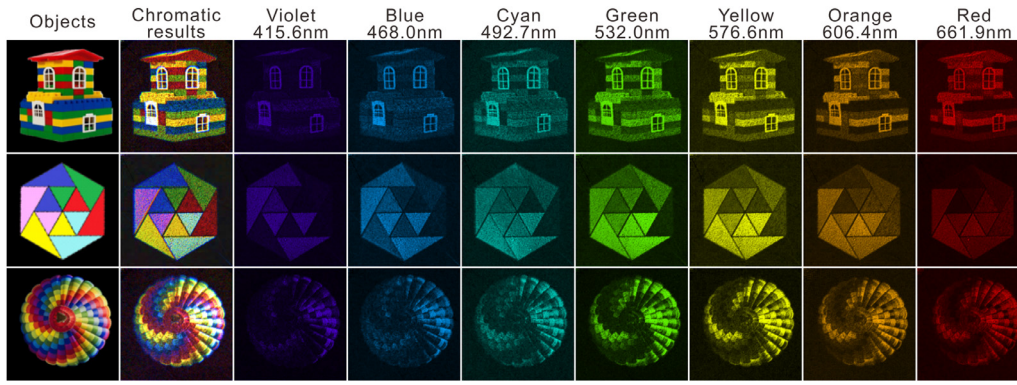 Objects
Chromatic results
Violet 415.6nm
Blue 468.0nm
Cyan 492.7nm
Green 532.0nm
Yellow 576.6nm
Orange 606.4nm
Red 661.9nm